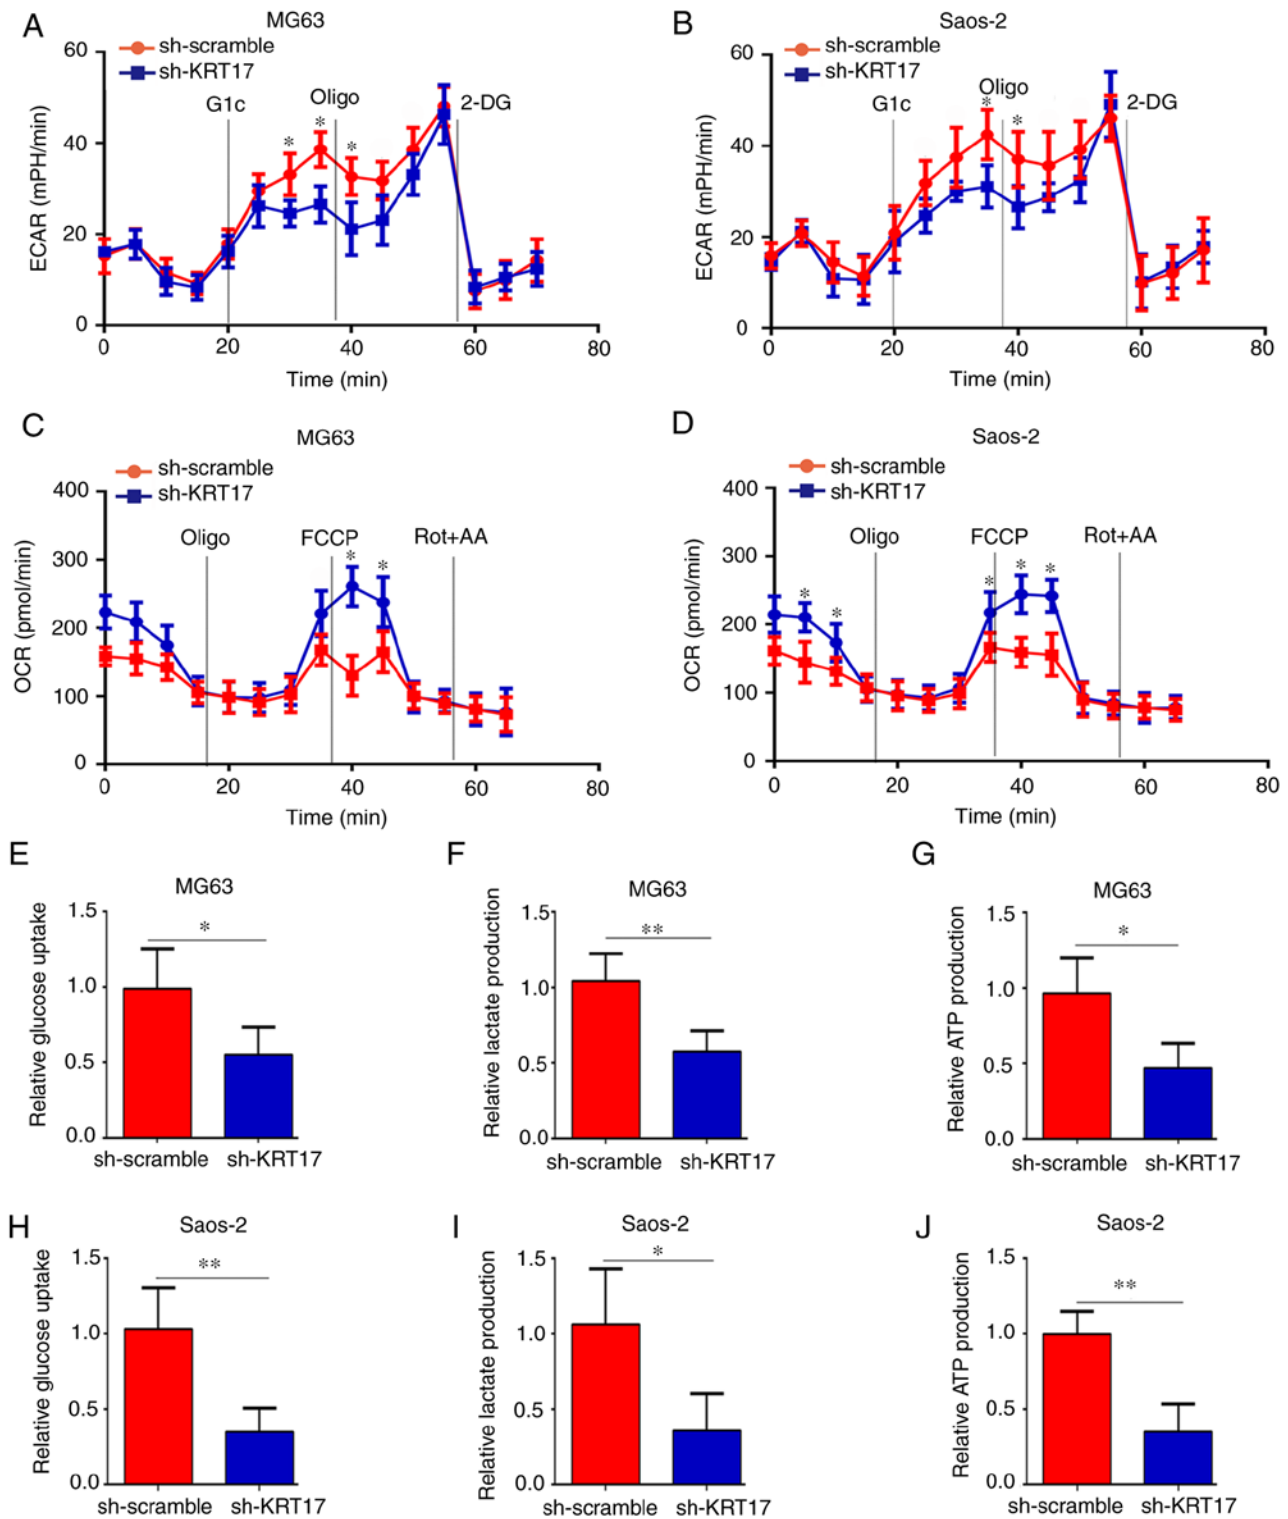 A
MG63
sh-scramble
sh-KRT17
G1c
Oligo
2-DG
*
*
*
ECAR (mPH/min)
60
40
20
0
0
20
40
60
80
Time (min)
B
Saos-2
sh-scramble
sh-KRT17
G1c
Oligo
2-DG
*
*
ECAR (mPH/min)
60
40
20
0
0
20
40
60
80
Time (min)
C
MG63
sh-scramble
sh-KRT17
Oligo
FCCP
Rot+AA
*
*
OCR (pmol/min)
400
300
200
100
0
0
20
40
60
80
Time (min)
D
Saos-2
sh-scramble
sh-KRT17
Oligo
FCCP
Rot+AA
*
*
*
*
*
OCR (pmol/min)
400
300
200
100
0
0
20
40
60
80
Time (min)
E
MG63
Relative glucose uptake
1.5
1.0
0.5
0.0
*
sh-scramble
sh-KRT17
F
MG63
Relative lactate production
1.5
1.0
0.5
0.0
**
sh-scramble
sh-KRT17
G
MG63
Relative ATP production
1.5
1.0
0.5
0.0
*
sh-scramble
sh-KRT17
H
Saos-2
Relative glucose uptake
1.5
1.0
0.5
0.0
**
sh-scramble
sh-KRT17
I
Saos-2
Relative lactate production
1.5
1.0
0.5
0.0
*
sh-scramble
sh-KRT17
J
Saos-2
Relative ATP production
1.5
1.0
0.5
0.0
**
sh-scramble
sh-KRT17